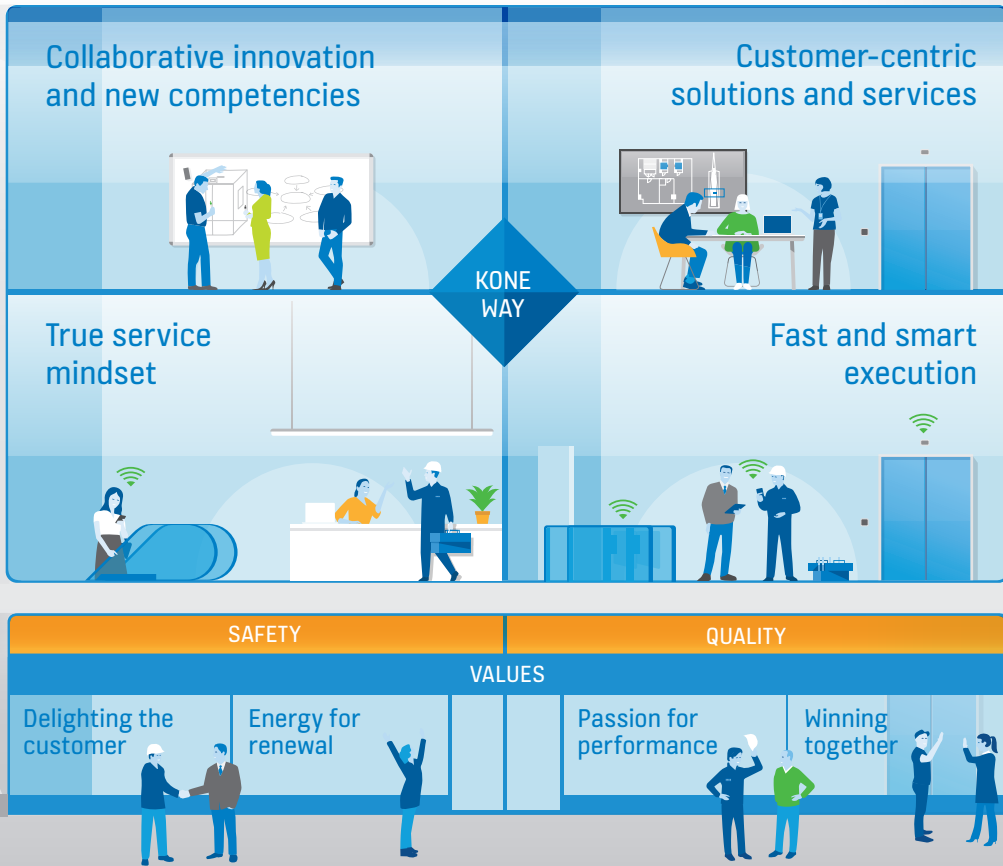 Collaborative innovation
and new competencies
Customer-centric
solutions and services
KONE
WAY
True service
mindset
Fast and smart
execution
SAFETY
QUALITY
VALUES
Delighting the
customer
Energy for
renewal
Passion for
performance
Winning
together